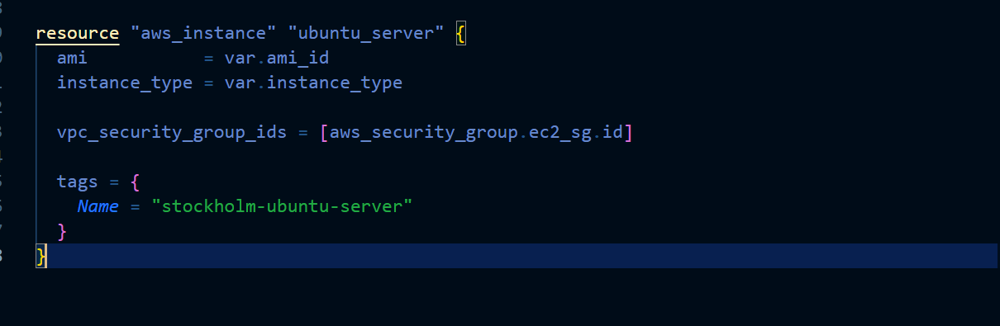 resource "aws_instance" "ubuntu_server" {
  ami           = var.ami_id
  instance_type = var.instance_type

  vpc_security_group_ids = [aws_security_group.ec2_sg.id]

  tags = {
    Name = "stockholm-ubuntu-server"
  }
}